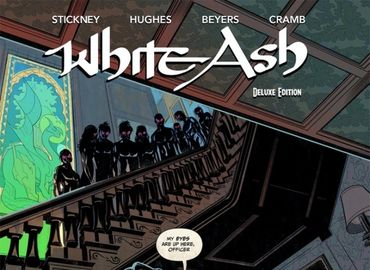 STICKNEY HUGHES BEYERS CRAMB
WHITE ASH
DELUXE EDITION
MY EYES
ARE UP HERE,
OFFICER